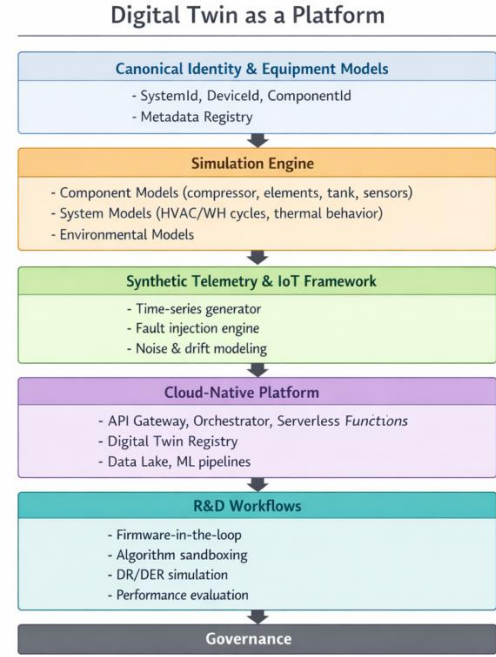 Digital Twin as a Platform
Canonical Identity & Equipment Models
- SystemId, DeviceId, ComponentId
- Metadata Registry
Simulation Engine
- Component Models (compressor, elements, tank, sensors)
- System Models (HVAC/WH cycles, thermal behavior)
- Environmental Models
Synthetic Telemetry & IoT Framework
- Time-series generator
- Fault injection engine
- Noise & drift modeling
Cloud-Native Platform
- API Gateway, Orchestrator, Serverless Functions
- Digital Twin Registry
- Data Lake, ML pipelines
R&D Workflows
- Firmware-in-the-loop
- Algorithm sandboxing
- DR/DER simulation
- Performance evaluation
Governance